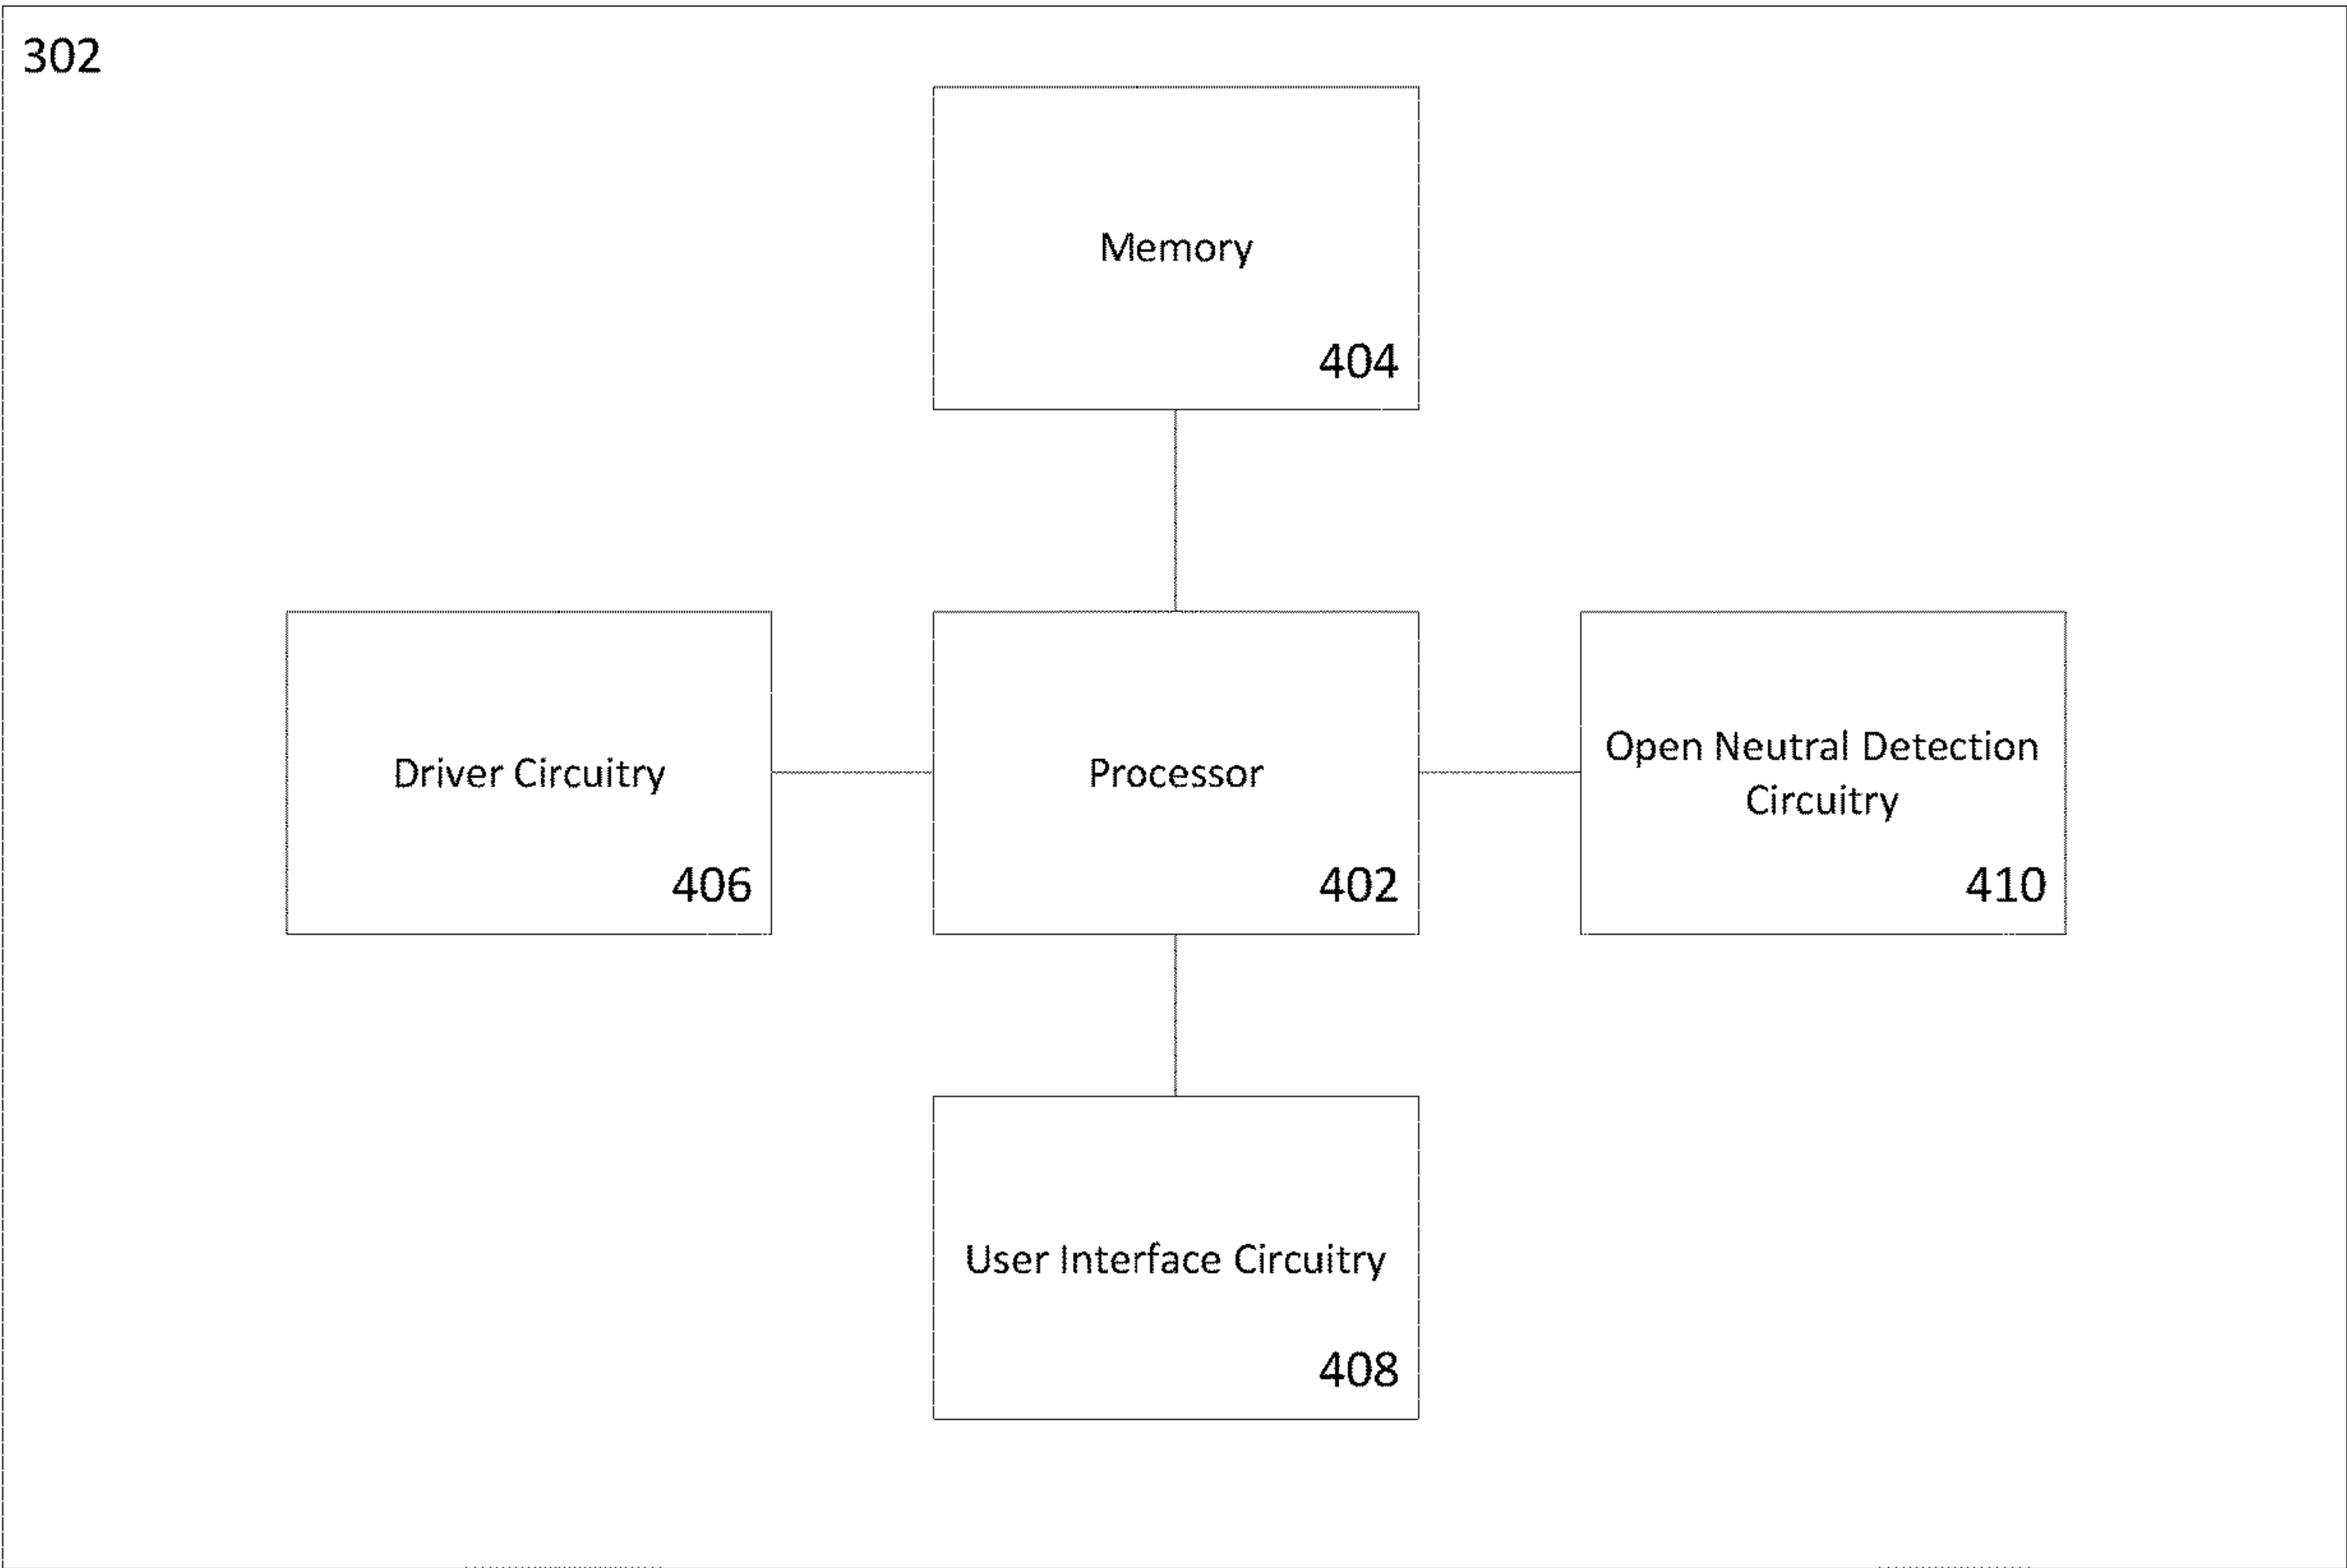 302
Memory
404
Driver Circuitry
406
Processor
402
Open Neutral Detection
Circuitry
410
User Interface Circuitry
408